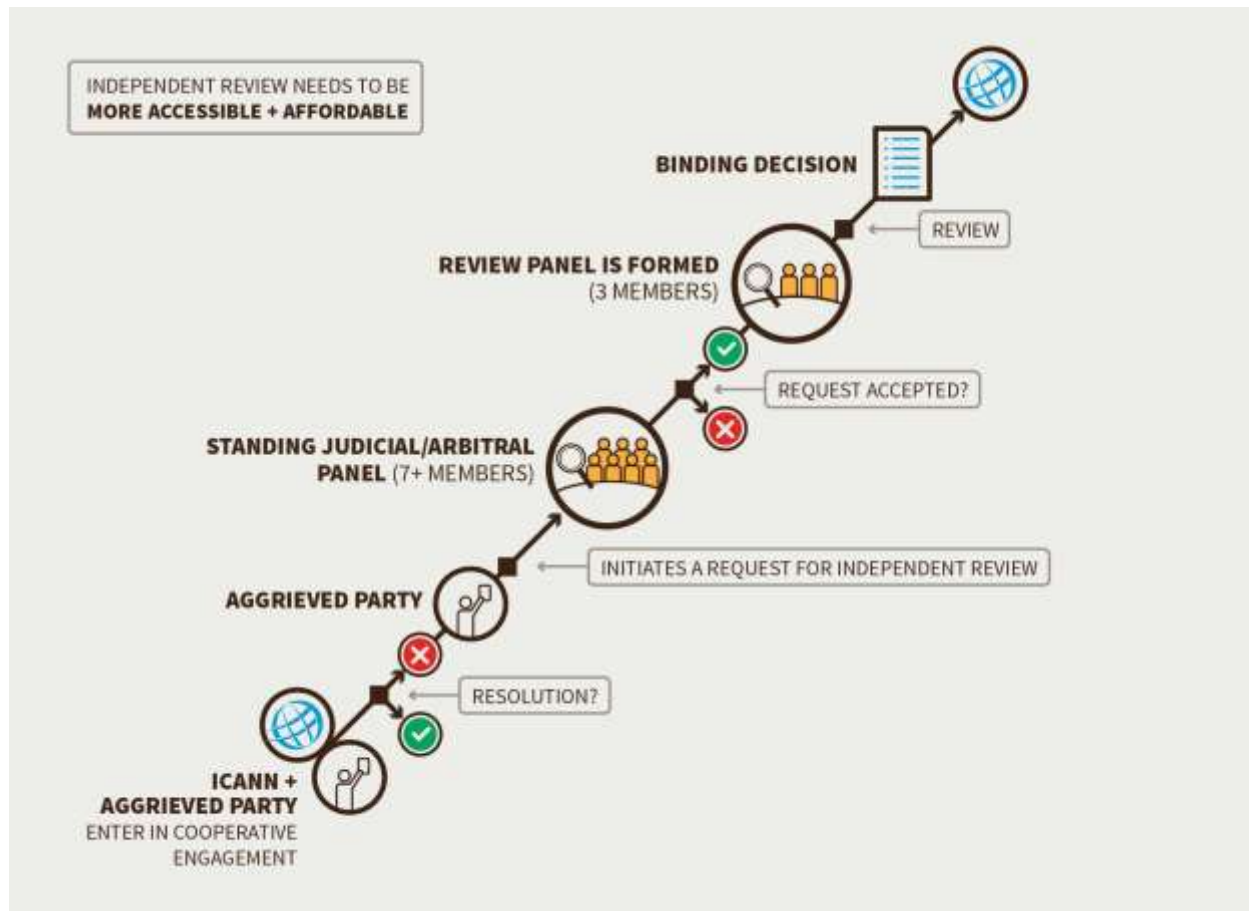 INDEPENDENT REVIEW NEEDS TO BE
MORE ACCESSIBLE + AFFORDABLE
BINDING DECISION
REVIEW
REVIEW PANEL IS FORMED
(3 MEMBERS)
REQUEST ACCEPTED?
STANDING JUDICIAL/ARBITRAL
PANEL (7+ MEMBERS)
INITIATES A REQUEST FOR INDEPENDENT REVIEW
AGGRIEVED PARTY
RESOLUTION?
ICANN +
AGGRIEVED PARTY
ENTER IN COOPERATIVE
ENGAGEMENT